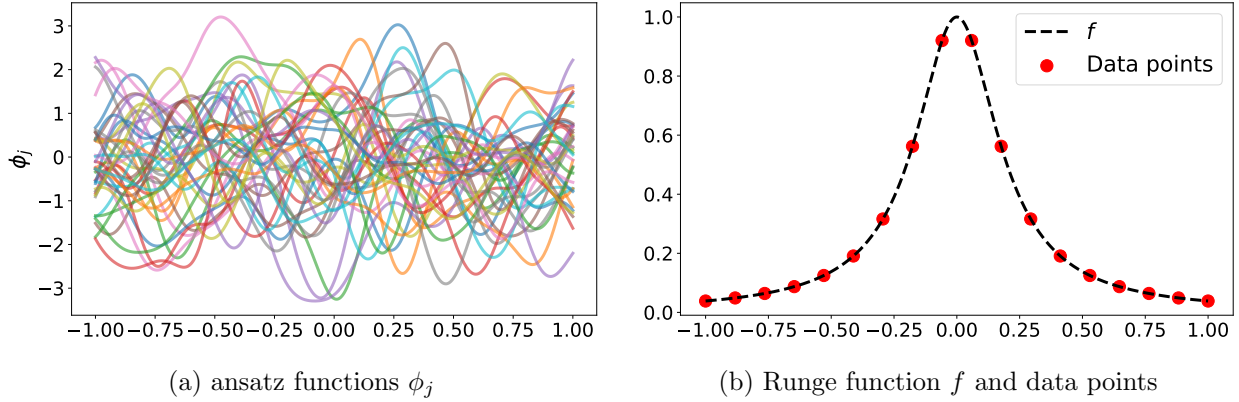 3
2
1
0
−1
−2
−3
ϕj
−1.00 −0.75 −0.50 −0.25 0.00 0.25 0.50 0.75 1.00
(a) ansatz functions ϕj
1.0
0.8
0.6
0.4
0.2
0.0
f
Data points
−1.00 −0.75 −0.50 −0.25 0.00 0.25 0.50 0.75 1.00
(b) Runge function f and data points